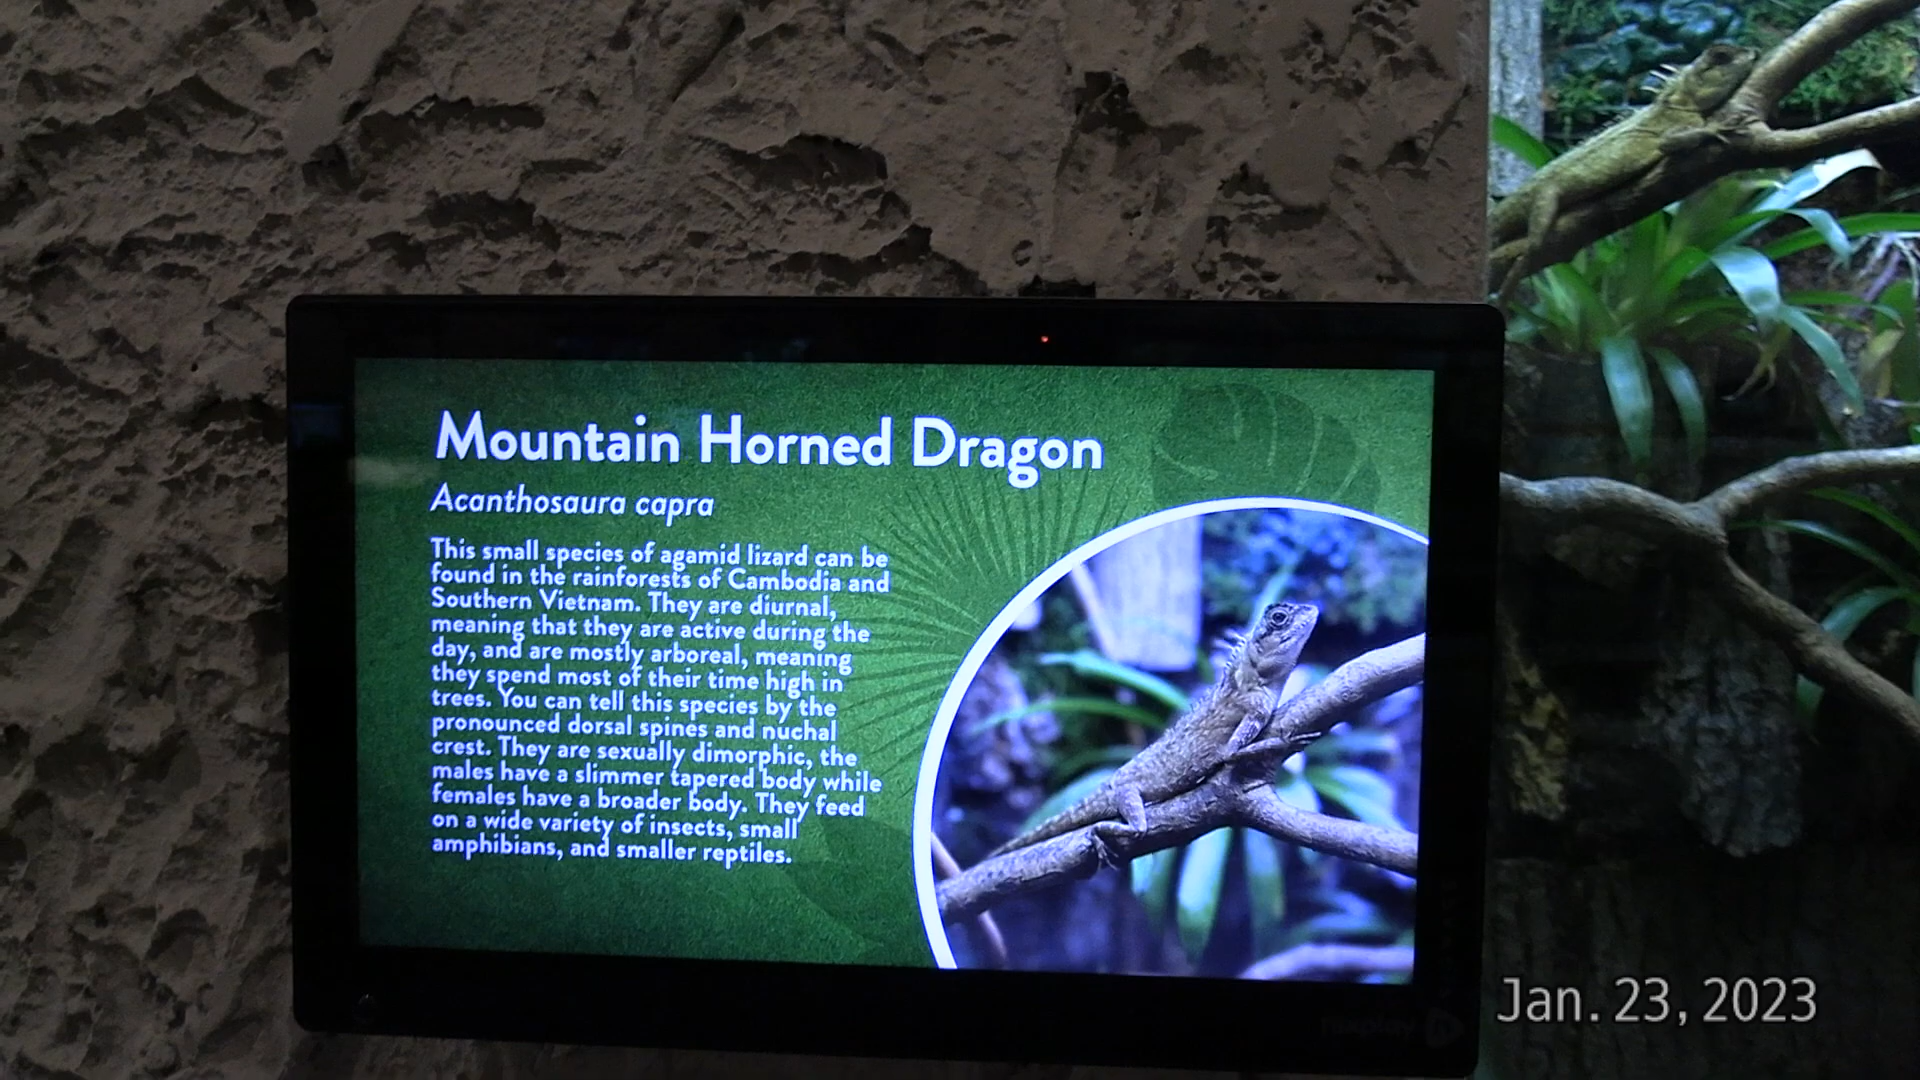 Mountain Horned Dragon
Acanthosaura capra
This small species of agamid lizard can be
found in the rainforests of Cambodia and
Southern Vietnam. They are diurnal,
meaning that they are active during the
day, and are mostly arboreal, meaning
they spend most of their time high in
trees. You can tell this species by the
pronounced dorsal spines and nuchal
crest. They are sexually dimorphic, the
males have a slimmer tapered body while
females have a broader body. They feed
on a wide variety of insects, small
amphibians, and smaller reptiles.
Jan. 23, 2023